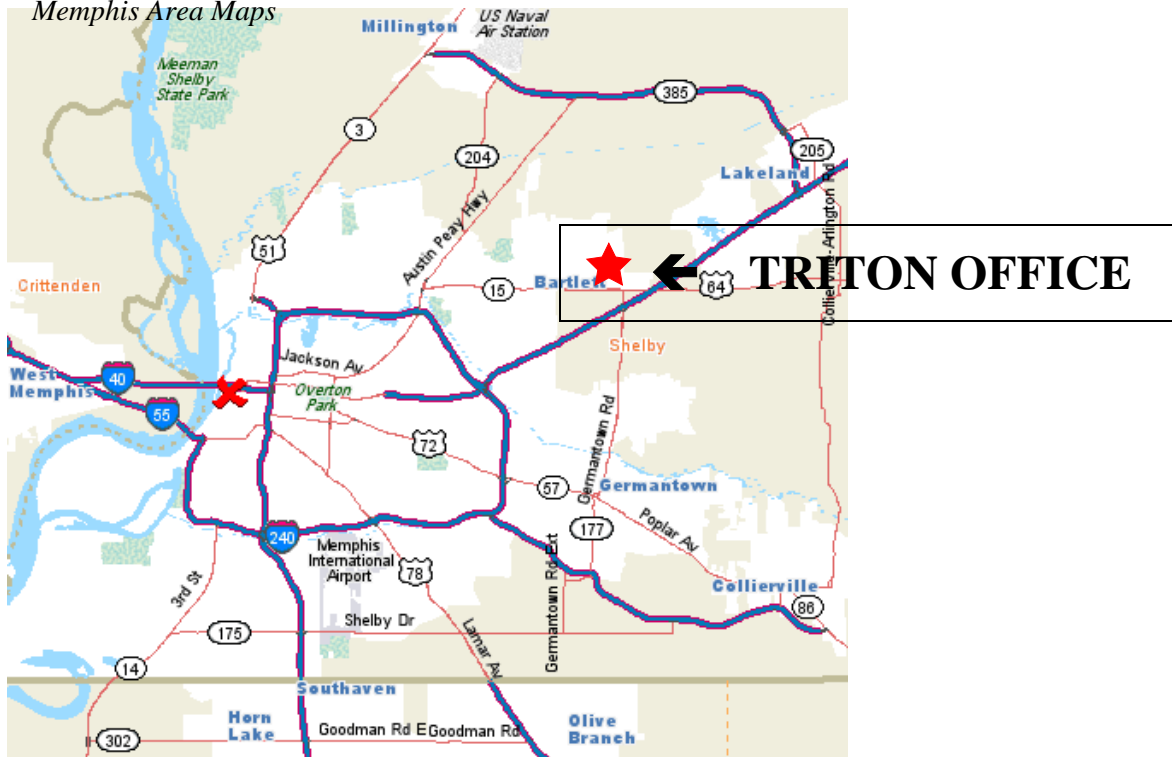 Memphis Area Maps
US Naval
Air Station
Millington
Meeman
Shelby
State Park
385
3
205
204
Lakeland
Collierville-Arlington Rd
Austin Peay Hwy
51
Crittenden
15
Bartlett
64
TRITON OFFICE
Shelby
Jackson Av
West
Memphis
40
Overton
Park
55
72
Germantown Rd
57
Germantown
177
Poplar Av
240
Memphis
International
Airport
78
Germantown Rd Ext
Collierville
86
3rd St
175
Shelby Dr
Lamar Av
14
Southaven
Horn
Lake
Goodman Rd E
Goodman Rd
Olive
Branch
302